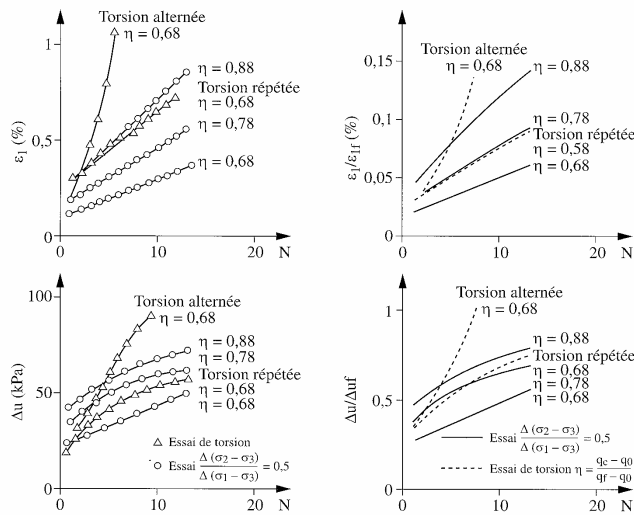 Torsion alternée
η = 0,68
1
η = 0,88
Torsion répétée
η = 0,68
η = 0,78
η = 0,68
0,5
ε1 (%)
0
0
10
20
N
Torsion alternée
η = 0,68
0,15
η = 0,88
0,1
η = 0,78
Torsion répétée
η = 0,58
η = 0,68
0,05
ε1/ε1f (%)
0
0
10
20
N
100
Torsion alternée
η = 0,68
η = 0,88
η = 0,78
Torsion répétée
η = 0,68
η = 0,68
50
Δu (kPa)
Essai de torsion
Essai Δ (σ2 – σ3) / Δ (σ1 – σ3) = 0,5
0
0
10
20
N
Torsion alternée
η = 0,68
1
η = 0,88
Torsion répétée
η = 0,68
η = 0,78
η = 0,68
0,5
Δu/Δuf
Essai Δ (σ2 – σ3) / Δ (σ1 – σ3) = 0,5
Essai de torsion η = qc – q0 / qf – q0
0
0
10
20
N